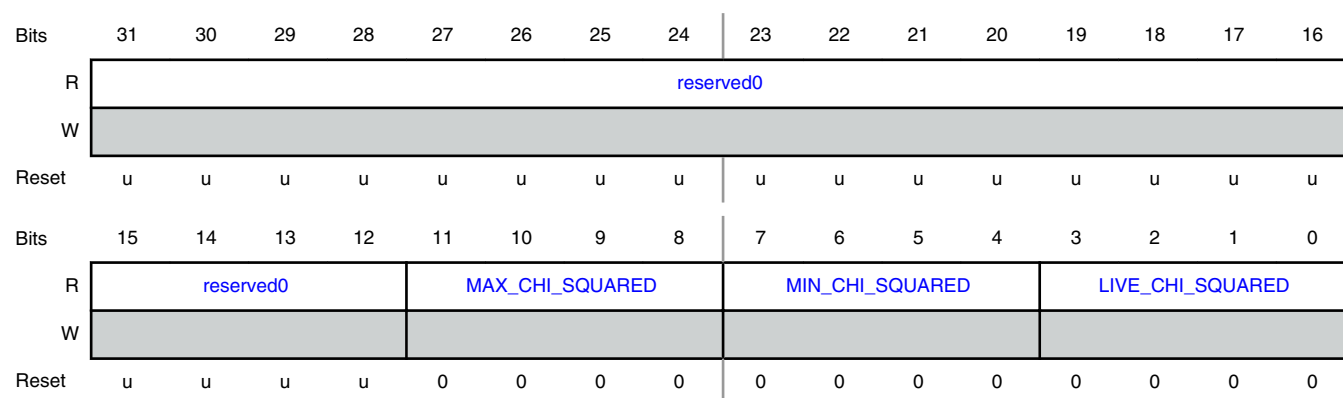 Bits 31 30 29 28 27 26 25 24 23 22 21 20 19 18 17 16
R reserved0
W
Reset u u u u u u u u u u u u u u u u
Bits 15 14 13 12 11 10 9 8 7 6 5 4 3 2 1 0
R reserved0 MAX_CHI_SQUARED MIN_CHI_SQUARED LIVE_CHI_SQUARED
W
Reset u u u u 0 0 0 0 0 0 0 0 0 0 0 0